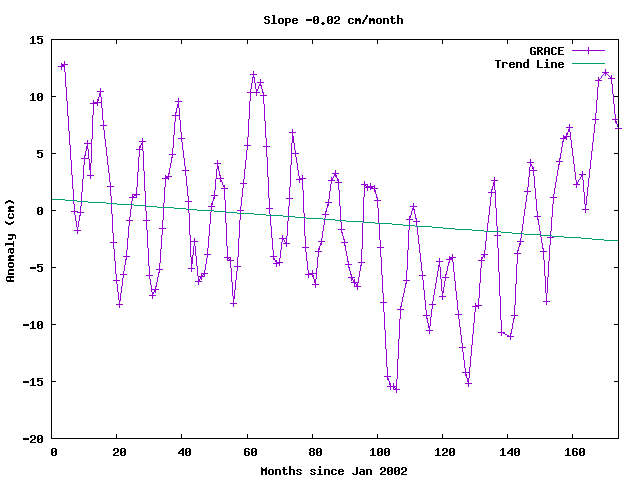 Slope -0.02 cm/month
GRACE
Trend Line
15
10
5
0
-5
-10
-15
-20
Anomaly (cm)
0 20 40 60 80 100 120 140 160
Months since Jan 2002